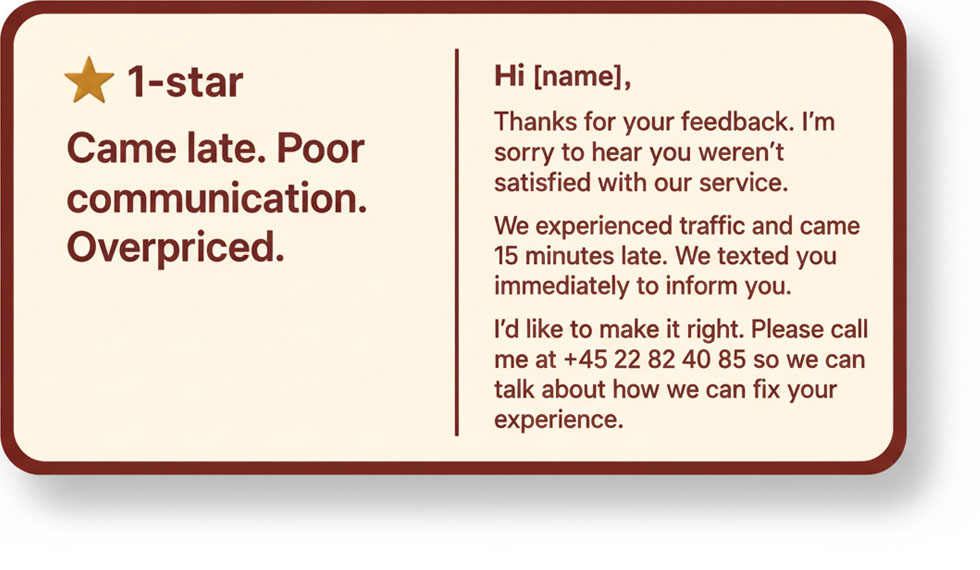 1-star
Came late. Poor
communication.
Overpriced.
Hi [name],
Thanks for your feedback. I’m
sorry to hear you weren’t
satisfied with our service.
We experienced traffic and came
15 minutes late. We texted you
immediately to inform you.
I’d like to make it right. Please call
me at +45 22 82 40 85 so we can
talk about how we can fix your
experience.